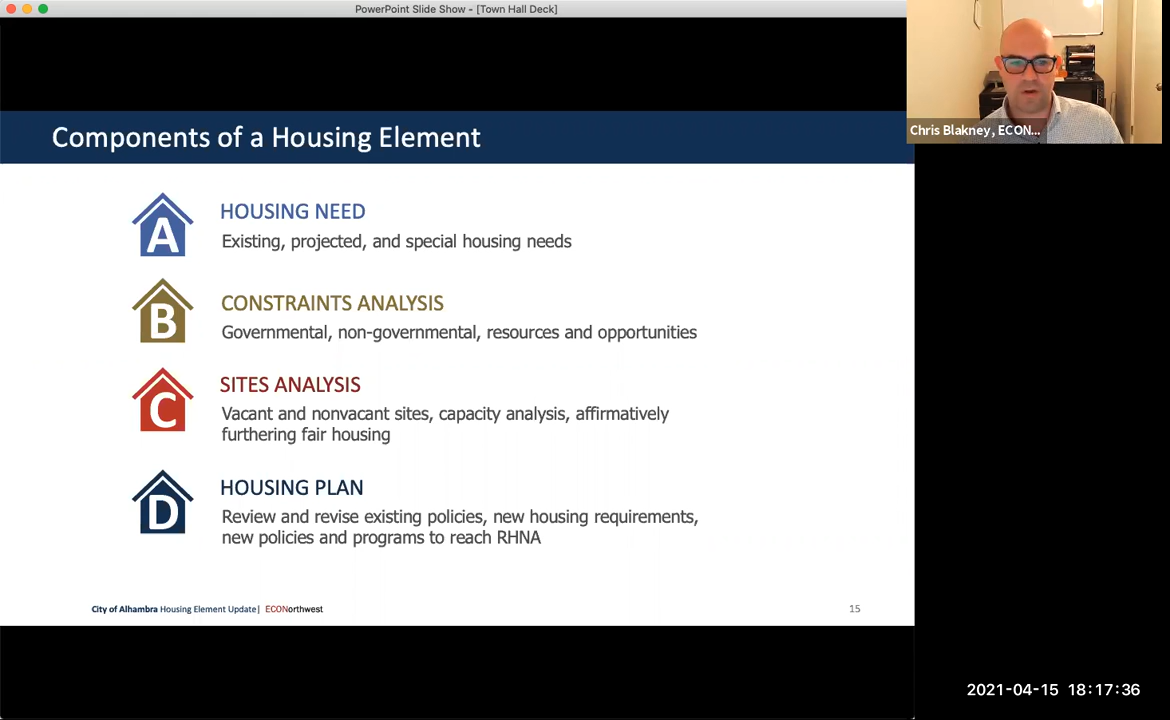 PowerPoint Slide Show - [Town Hall Deck]
Chris Blakney, ECON...
Components of a Housing Element
A
HOUSING NEED
Existing, projected, and special housing needs
B
CONSTRAINTS ANALYSIS
Governmental, non-governmental, resources and opportunities
C
SITES ANALYSIS
Vacant and nonvacant sites, capacity analysis, affirmatively
furthering fair housing
D
HOUSING PLAN
Review and revise existing policies, new housing requirements,
new policies and programs to reach RHNA
City of Alhambra Housing Element Update| ECONorthwest
15
2021-04-15 18:17:36